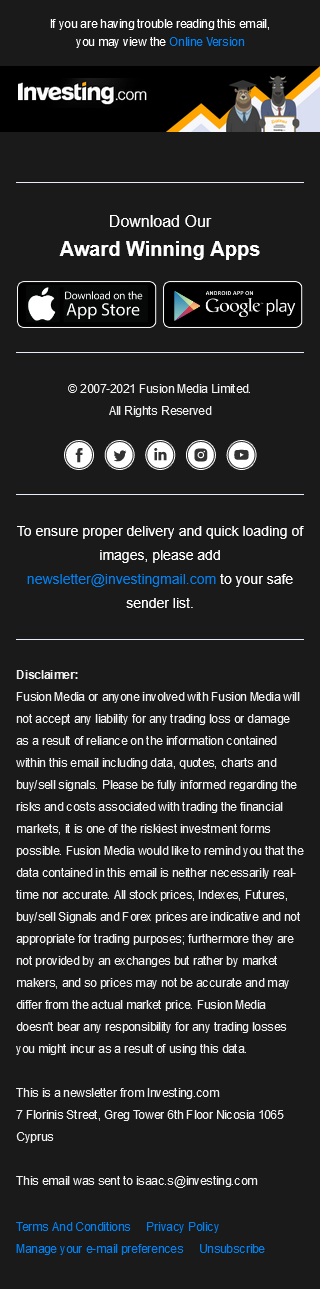 If you are having trouble reading this email,
you may view the Online Version
Investing.com
Download Our
Award Winning Apps
Download on the
App Store
ANDROID APP ON
Google play
© 2007-2021 Fusion Media Limited.
All Rights Reserved
To ensure proper delivery and quick loading of
images, please add
newsletter@investingmail.com to your safe
sender list.
Disclaimer:
Fusion Media or anyone involved with Fusion Media will
not accept any liability for any trading loss or damage
as a result of reliance on the information contained
within this email including data, quotes, charts and
buy/sell signals. Please be fully informed regarding the
risks and costs associated with trading the financial
markets, it is one of the riskiest investment forms
possible. Fusion Media would like to remind you that the
data contained in this email is neither necessarily real-
time nor accurate. All stock prices, Indexes, Futures,
buy/sell Signals and Forex prices are indicative and not
appropriate for trading purposes; furthermore they are
not provided by an exchanges but rather by market
makers, and so prices may not be accurate and may
differ from the actual market price. Fusion Media
doesn't bear any responsibility for any trading losses
you might incur as a result of using this data.
This is a newsletter from Investing.com
7 Florinis Street, Greg Tower 6th Floor Nicosia 1065
Cyprus
This email was sent to isaac.s@investing.com
Terms And Conditions Privacy Policy
Manage your e-mail preferences Unsubscribe